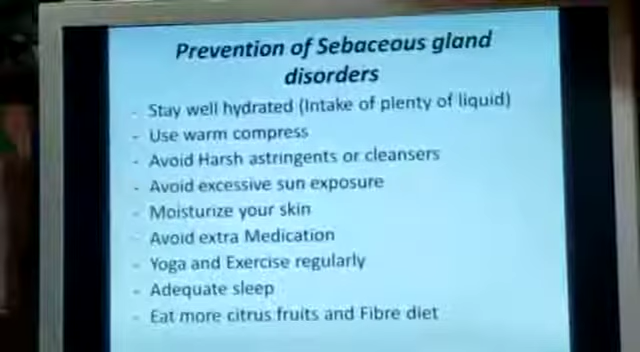 Prevention of Sebaceous gland
disorders
- Stay well hydrated (Intake of plenty of liquid)
- Use warm compress
- Avoid Harsh astringents or cleansers
- Avoid excessive sun exposure
- Moisturize your skin
- Avoid extra Medication
- Yoga and Exercise regularly
- Adequate sleep
- Eat more citrus fruits and Fibre diet